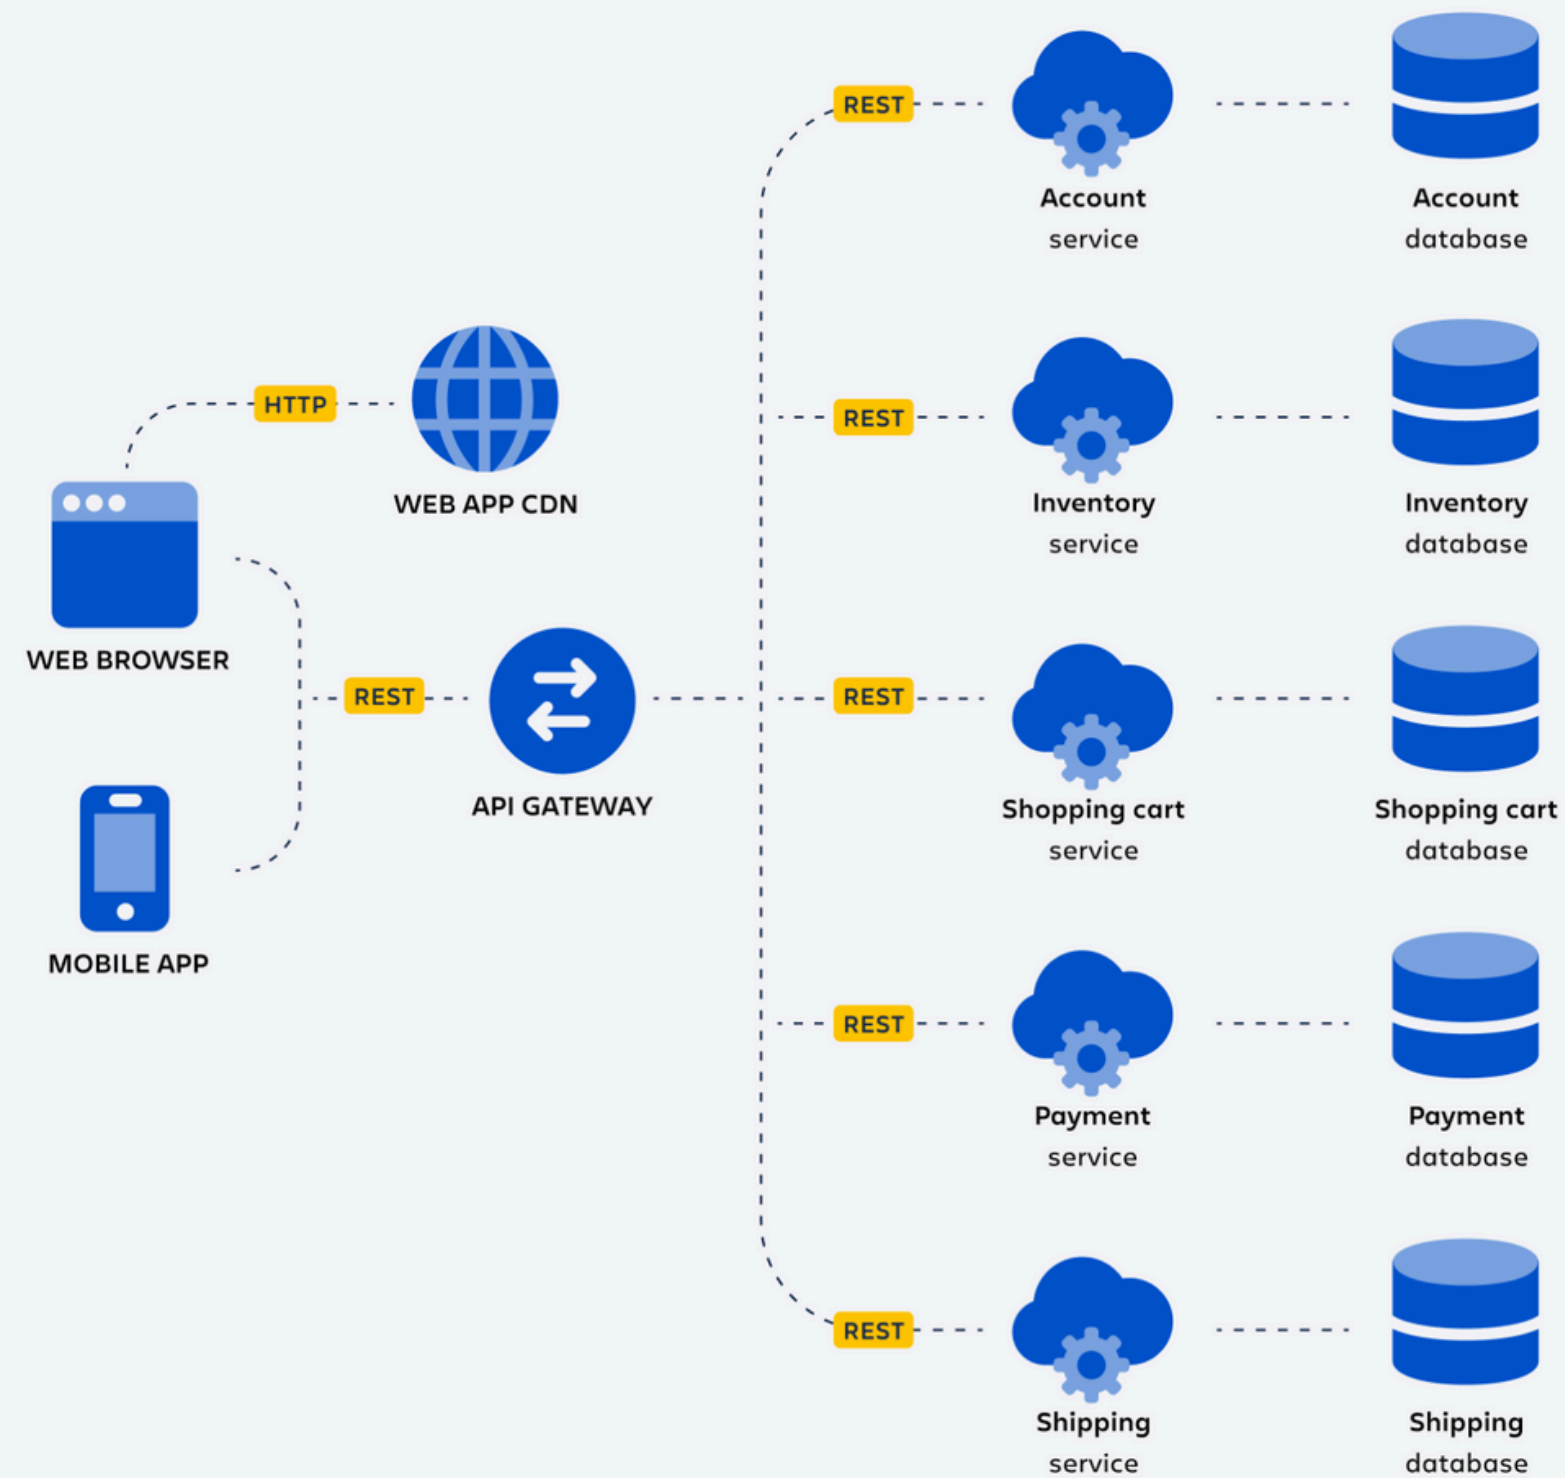 REST
Account
service
Account
database
HTTP
WEB APP CDN
REST
Inventory
service
Inventory
database
WEB BROWSER
REST
API GATEWAY
REST
Shopping cart
service
Shopping cart
database
MOBILE APP
REST
Payment
service
Payment
database
REST
Shipping
service
Shipping
database